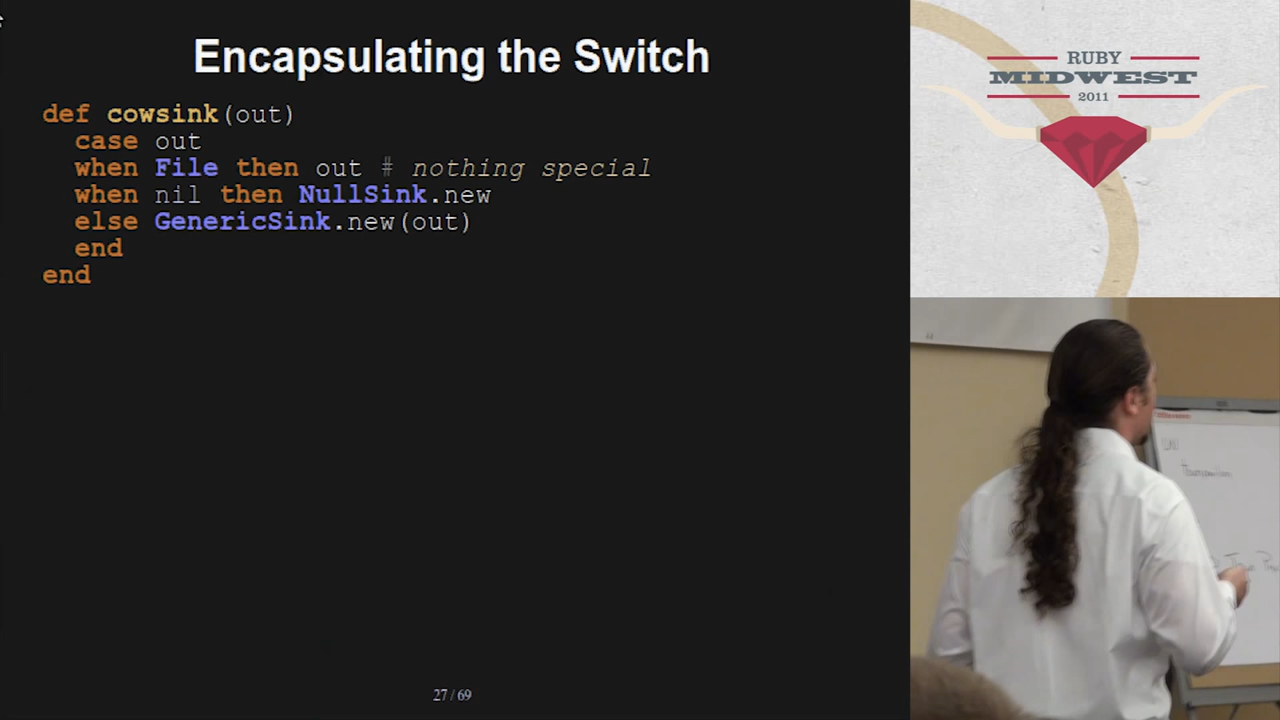 Encapsulating the Switch
def cowsink(out)
  case out
  when File then out # nothing special
  when nil then NullSink.new
  else GenericSink.new(out)
  end
end
27 / 69
RUBY
MIDWEST
2011